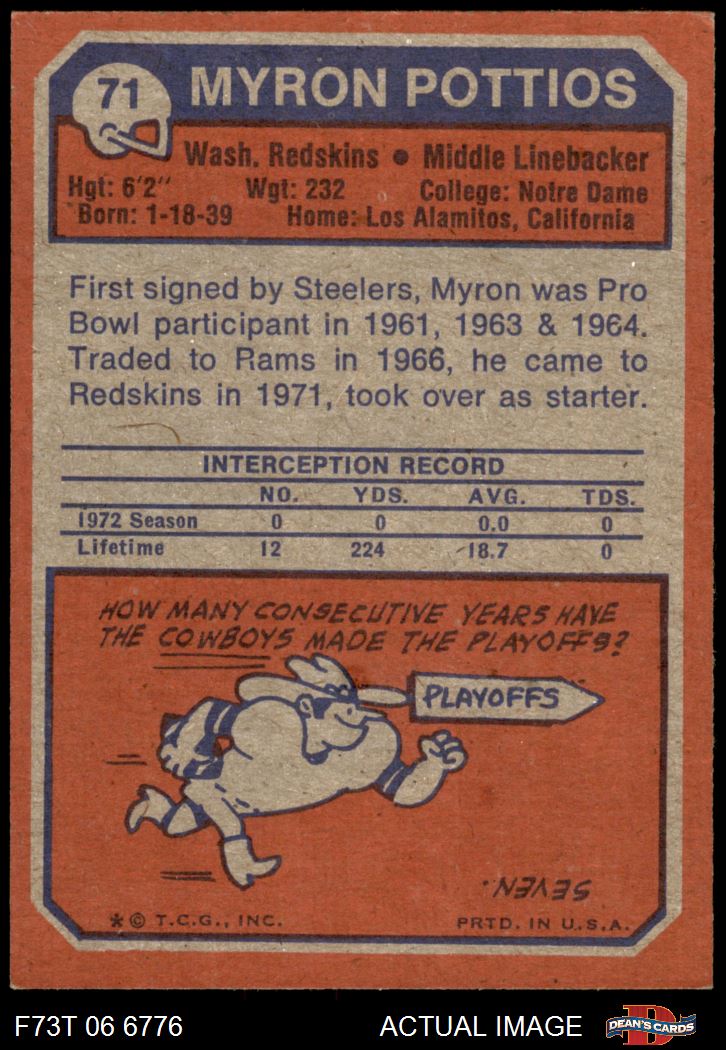 71
MYRON POTTIOS
Wash. Redskins • Middle Linebacker
Hgt: 6'2" Wgt: 232 College: Notre Dame
Born: 1-18-39 Home: Los Alamitos, California
First signed by Steelers, Myron was Pro
Bowl participant in 1961, 1963 & 1964.
Traded to Rams in 1966, he came to
Redskins in 1971, took over as starter.
INTERCEPTION RECORD
NO. YDS. AVG. TDS.
1972 Season 0 0 0.0 0
Lifetime 12 224 18.7 0
HOW MANY CONSECUTIVE YEARS HAVE
THE COWBOYS MADE THE PLAYOFFS?
PLAYOFFS
SEVEN.
* © T.C.G., INC. PRTD. IN U.S.A.
F73T 06 6776 ACTUAL IMAGE D DEAN'S CARDS